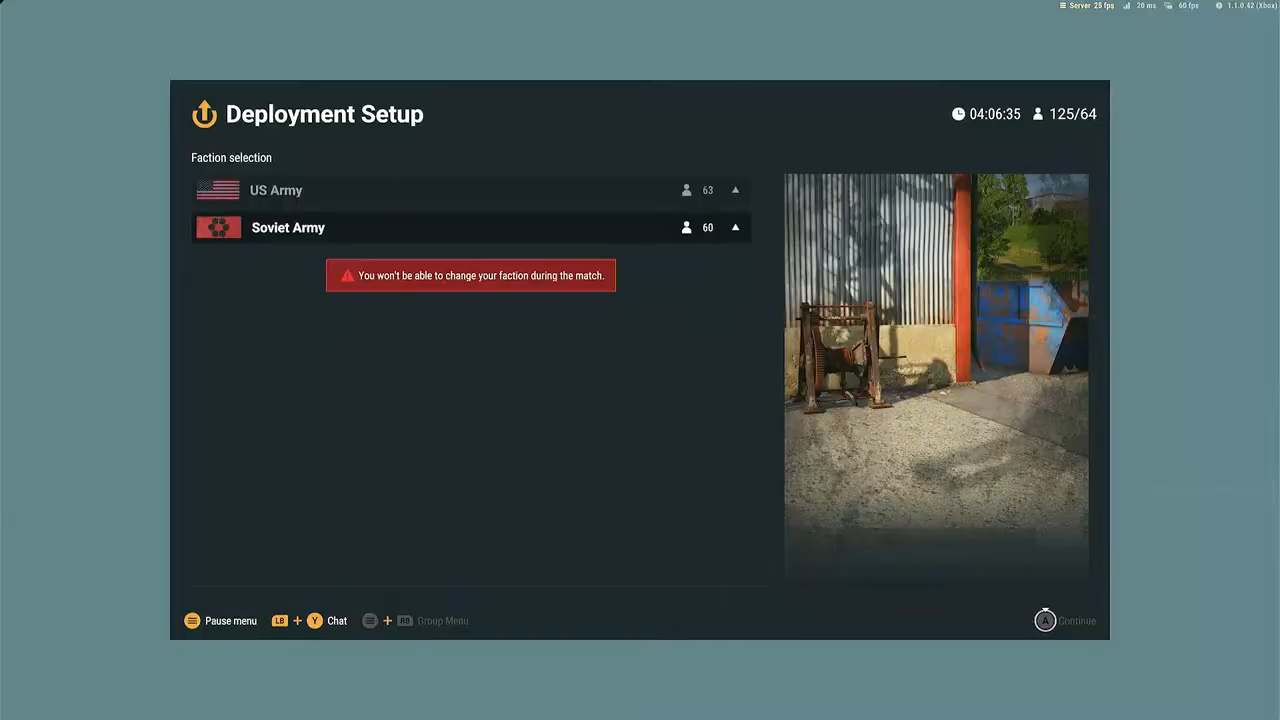 Server 25 fps 20 ms 60 fps 1.1.0.42 (Xbox)
Deployment Setup 04:06:35 125/64
Faction selection
US Army 63
Soviet Army 60
You won't be able to change your faction during the match.
Pause menu LB + Y Chat + RB Group Menu A Continue